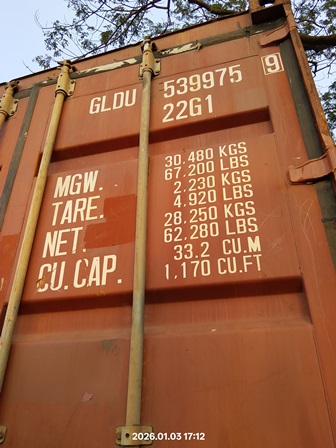 GLDU 539975 9
22G1
MGW. 30.480 KGS
67.200 LBS
TARE. 2.230 KGS
4.920 LBS
NET. 28.250 KGS
62.280 LBS
CU. CAP. 33.2 CU.M
1.170 CU.FT
2026.01.03 17:12